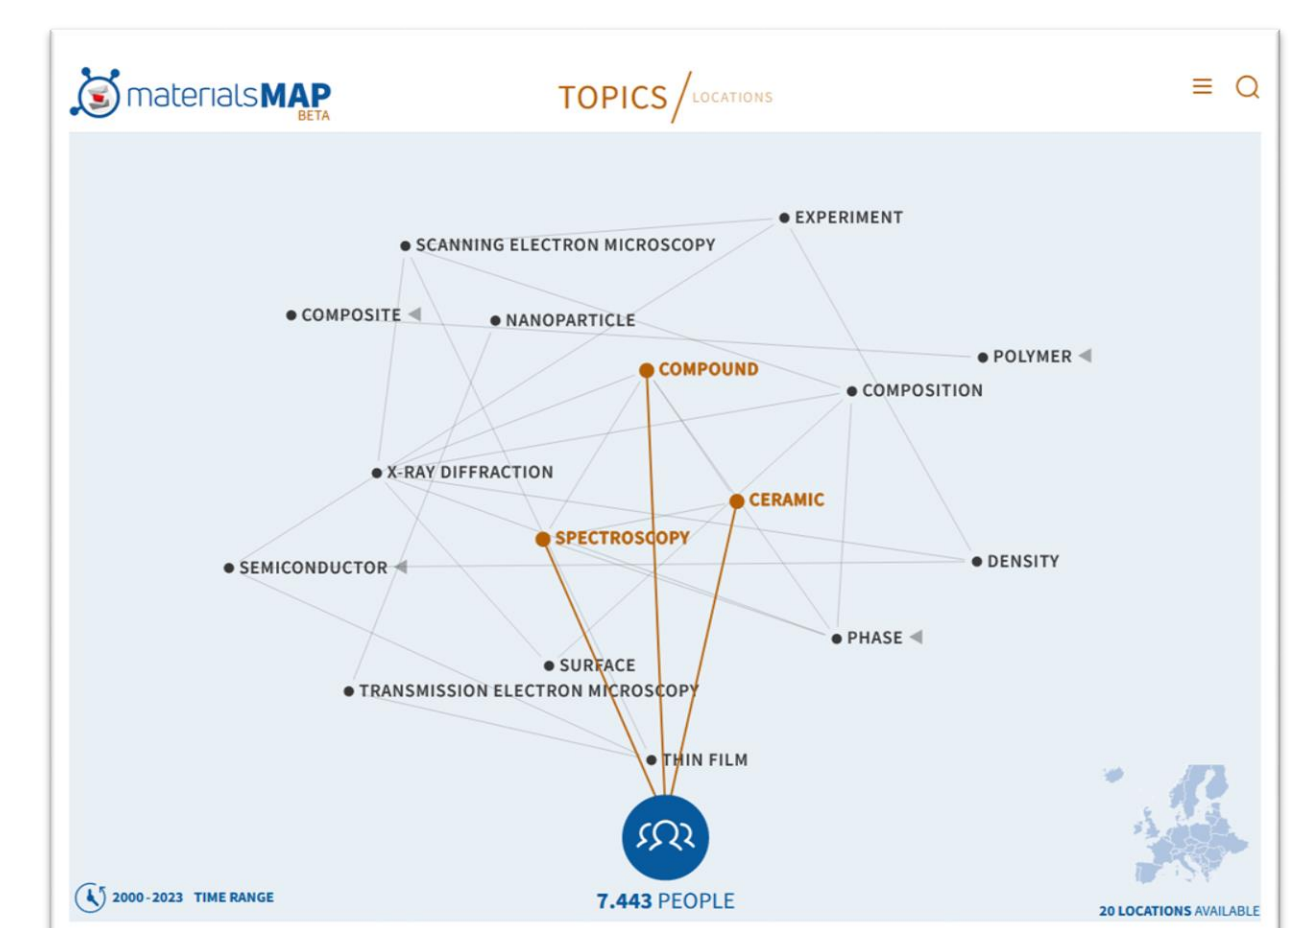 materialsMAP
BETA
TOPICS / LOCATIONS
EXPERIMENT
SCANNING ELECTRON MICROSCOPY
COMPOSITE
NANOPARTICLE
POLYMER
COMPOUND
COMPOSITION
X-RAY DIFFRACTION
CERAMIC
SPECTROSCOPY
DENSITY
SEMICONDUCTOR
PHASE
SURFACE
TRANSMISSION ELECTRON MICROSCOPY
THIN FILM
2000-2023 TIME RANGE
7.443 PEOPLE
20 LOCATIONS AVAILABLE